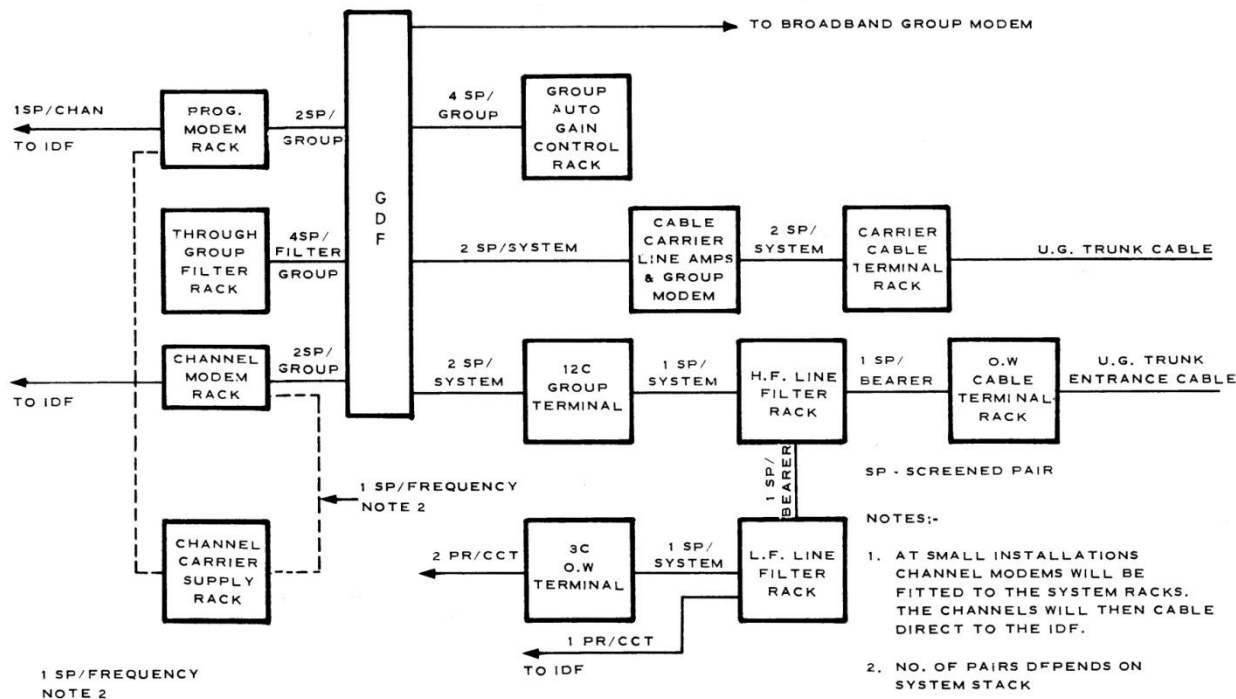 TO BROADBAND GROUP MODEM
1SP/CHAN
TO IDF
PROG.
MODEM
RACK
2SP/
GROUP
4 SP/
GROUP
GROUP
AUTO
GAIN
CONTROL
RACK
GDF
THROUGH
GROUP
FILTER
RACK
4SP/
FILTER
GROUP
2 SP/SYSTEM
CABLE
CARRIER
LINE AMPS
& GROUP
MODEM
2 SP/
SYSTEM
CARRIER
CABLE
TERMINAL
RACK
U.G. TRUNK CABLE
TO IDF
CHANNEL
MODEM
RACK
2SP/
GROUP
2 SP/
SYSTEM
12C
GROUP
TERMINAL
1 SP/
SYSTEM
H.F. LINE
FILTER
RACK
1 SP/
BEARER
O.W
CABLE
TERMINAL
RACK
U.G. TRUNK
ENTRANCE CABLE
1 SP/
BEARER
SP - SCREENED PAIR
1 SP/FREQUENCY
NOTE 2
CHANNEL
CARRIER
SUPPLY
RACK
2 PR/CCT
3C
O.W
TERMINAL
1 SP/
SYSTEM
L.F. LINE
FILTER
RACK
1 PR/CCT
TO IDF
NOTES;-
1. AT SMALL INSTALLATIONS
CHANNEL MODEMS WILL BE
FITTED TO THE SYSTEM RACKS.
THE CHANNELS WILL THEN CABLE
DIRECT TO THE IDF.
2. NO. OF PAIRS DEPENDS ON
SYSTEM STACK
1 SP/FREQUENCY
NOTE 2